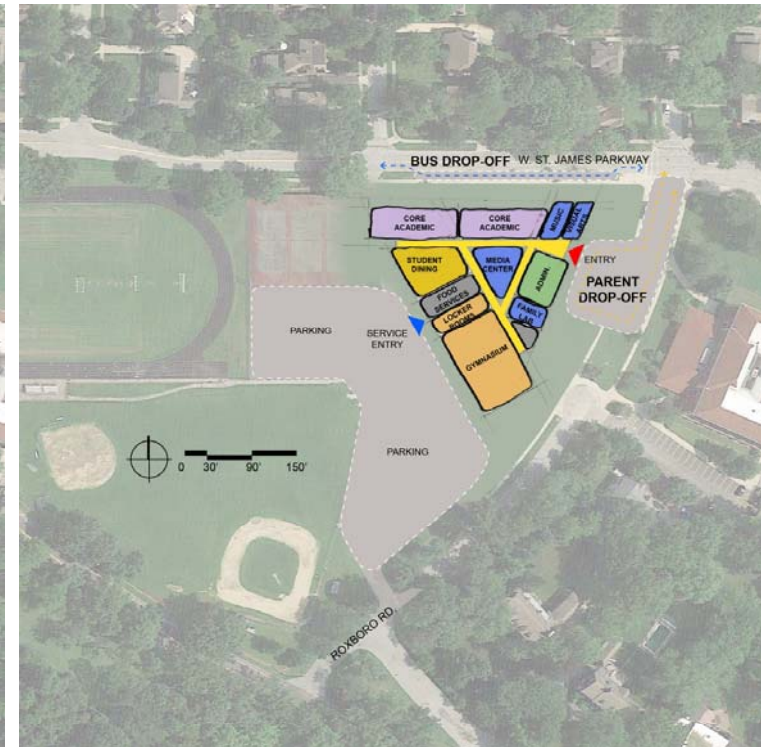 BUS DROP-OFF W. ST. JAMES PARKWAY
CORE
ACADEMIC
CORE
ACADEMIC
MUSIC
VISUAL
ARTS
STUDENT
DINING
MEDIA
CENTER
ADMIN.
ENTRY
PARENT
DROP-OFF
FOOD
SERVICES
LOCKER
ROOMS
FAMILY
LAB
GYMNASIUM
SERVICE
ENTRY
PARKING
PARKING
0 30' 90' 150'
ROXBORO RD.